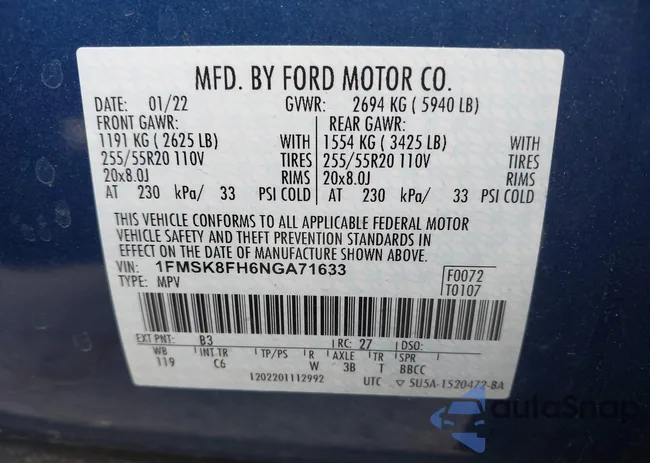 MFD. BY FORD MOTOR CO.
DATE: 01/22 GVWR: 2694 KG ( 5940 LB)
FRONT GAWR: REAR GAWR:
1191 KG ( 2625 LB) WITH 1554 KG ( 3425 LB) WITH
255/55R20 110V TIRES 255/55R20 110V TIRES
20x8.0J RIMS 20x8.0J RIMS
AT 230 kPa/ 33 PSI COLD AT 230 kPa/ 33 PSI COLD
THIS VEHICLE CONFORMS TO ALL APPLICABLE FEDERAL MOTOR
VEHICLE SAFETY AND THEFT PREVENTION STANDARDS IN
EFFECT ON THE DATE OF MANUFACTURE SHOWN ABOVE.
VIN: 1FMSK8FH6NGA71633 F0072
TYPE: MPV T0107
EXT PNT: B3 RC: 27 DSO:
WB INT TR TP/PS R AXLE TR SPR
119 C6 W 3B T BBCC
1202201112992 UTC ▽ SU5A-1520472-BA
autoSnap